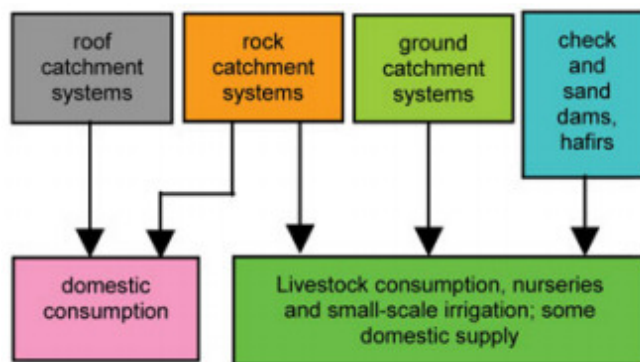 roof
catchment
systems
rock
catchment
systems
ground
catchment
systems
check
and
sand
dams,
hafirs
domestic
consumption
Livestock consumption, nurseries
and small-scale irrigation; some
domestic supply